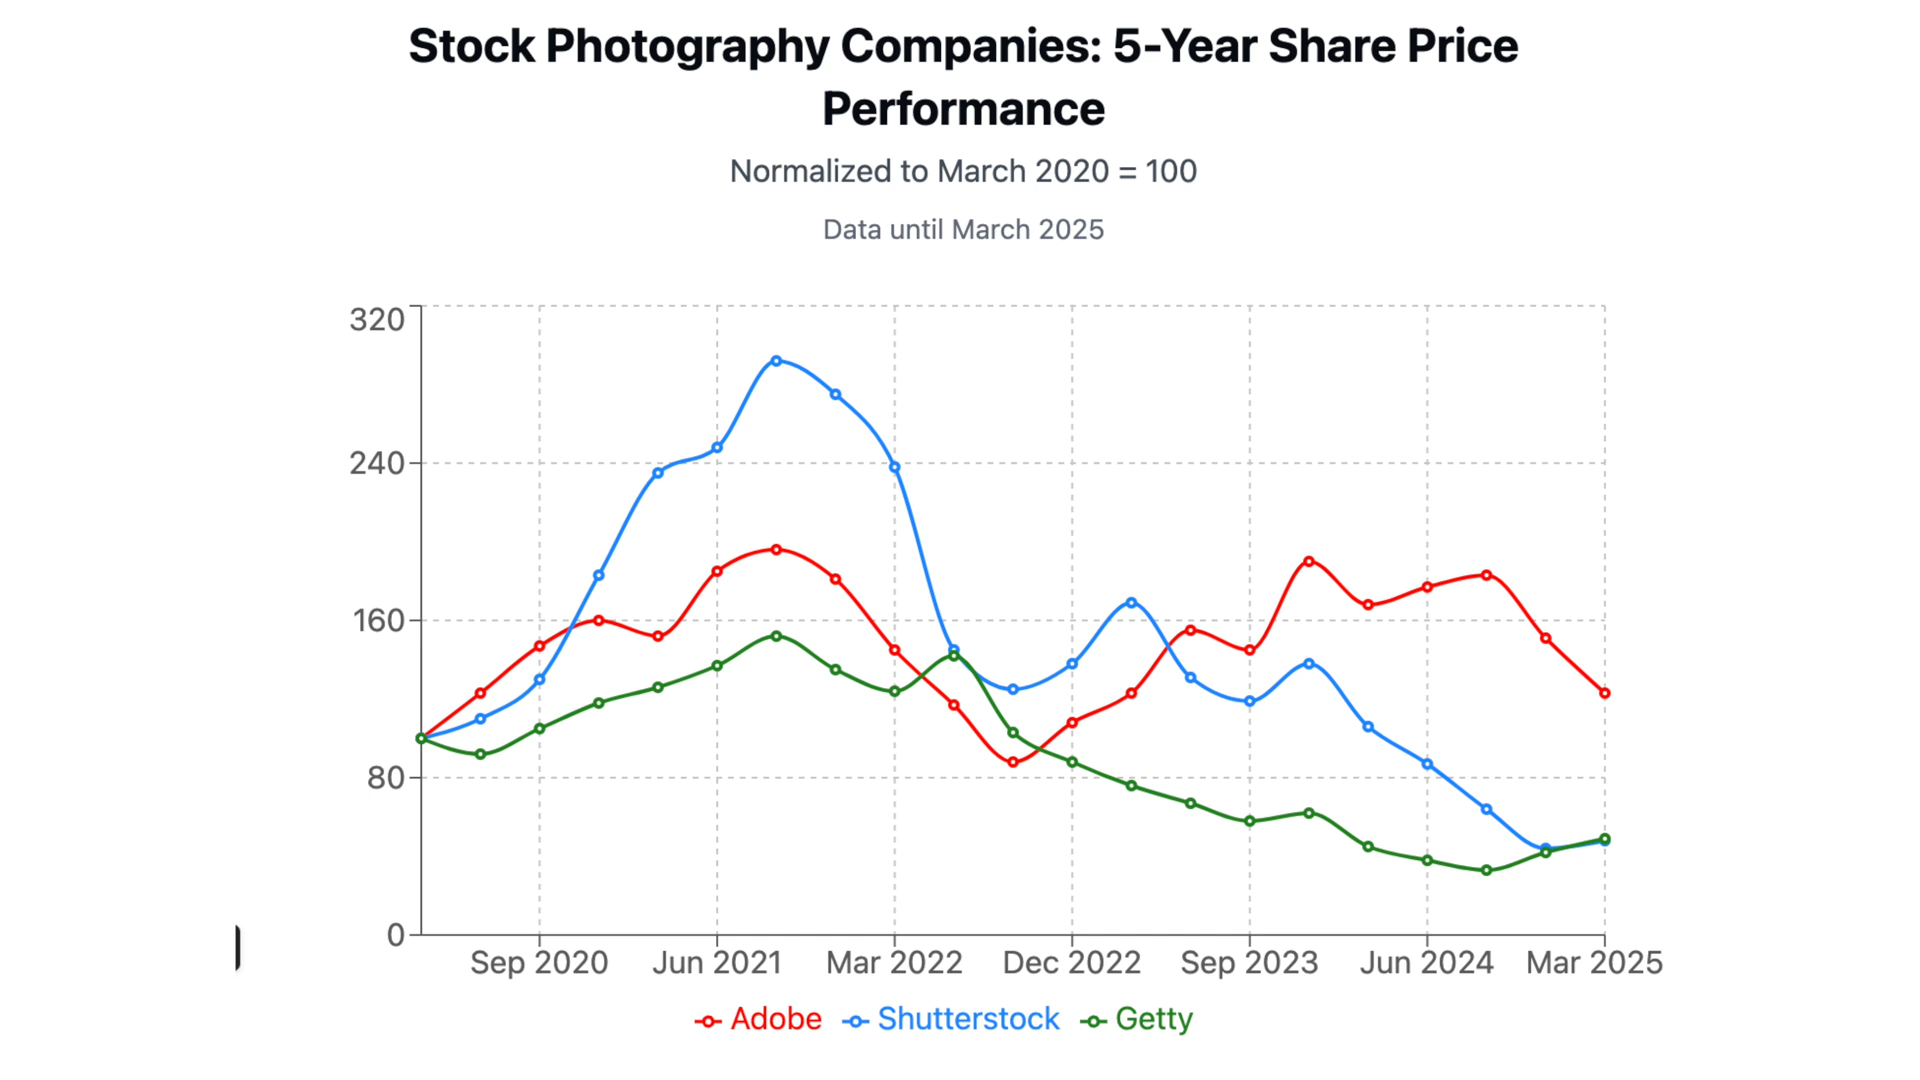 Stock Photography Companies: 5-Year Share Price
Performance
Normalized to March 2020 = 100
Data until March 2025
320
240
160
80
0
Sep 2020 Jun 2021 Mar 2022 Dec 2022 Sep 2023 Jun 2024 Mar 2025
Adobe Shutterstock Getty